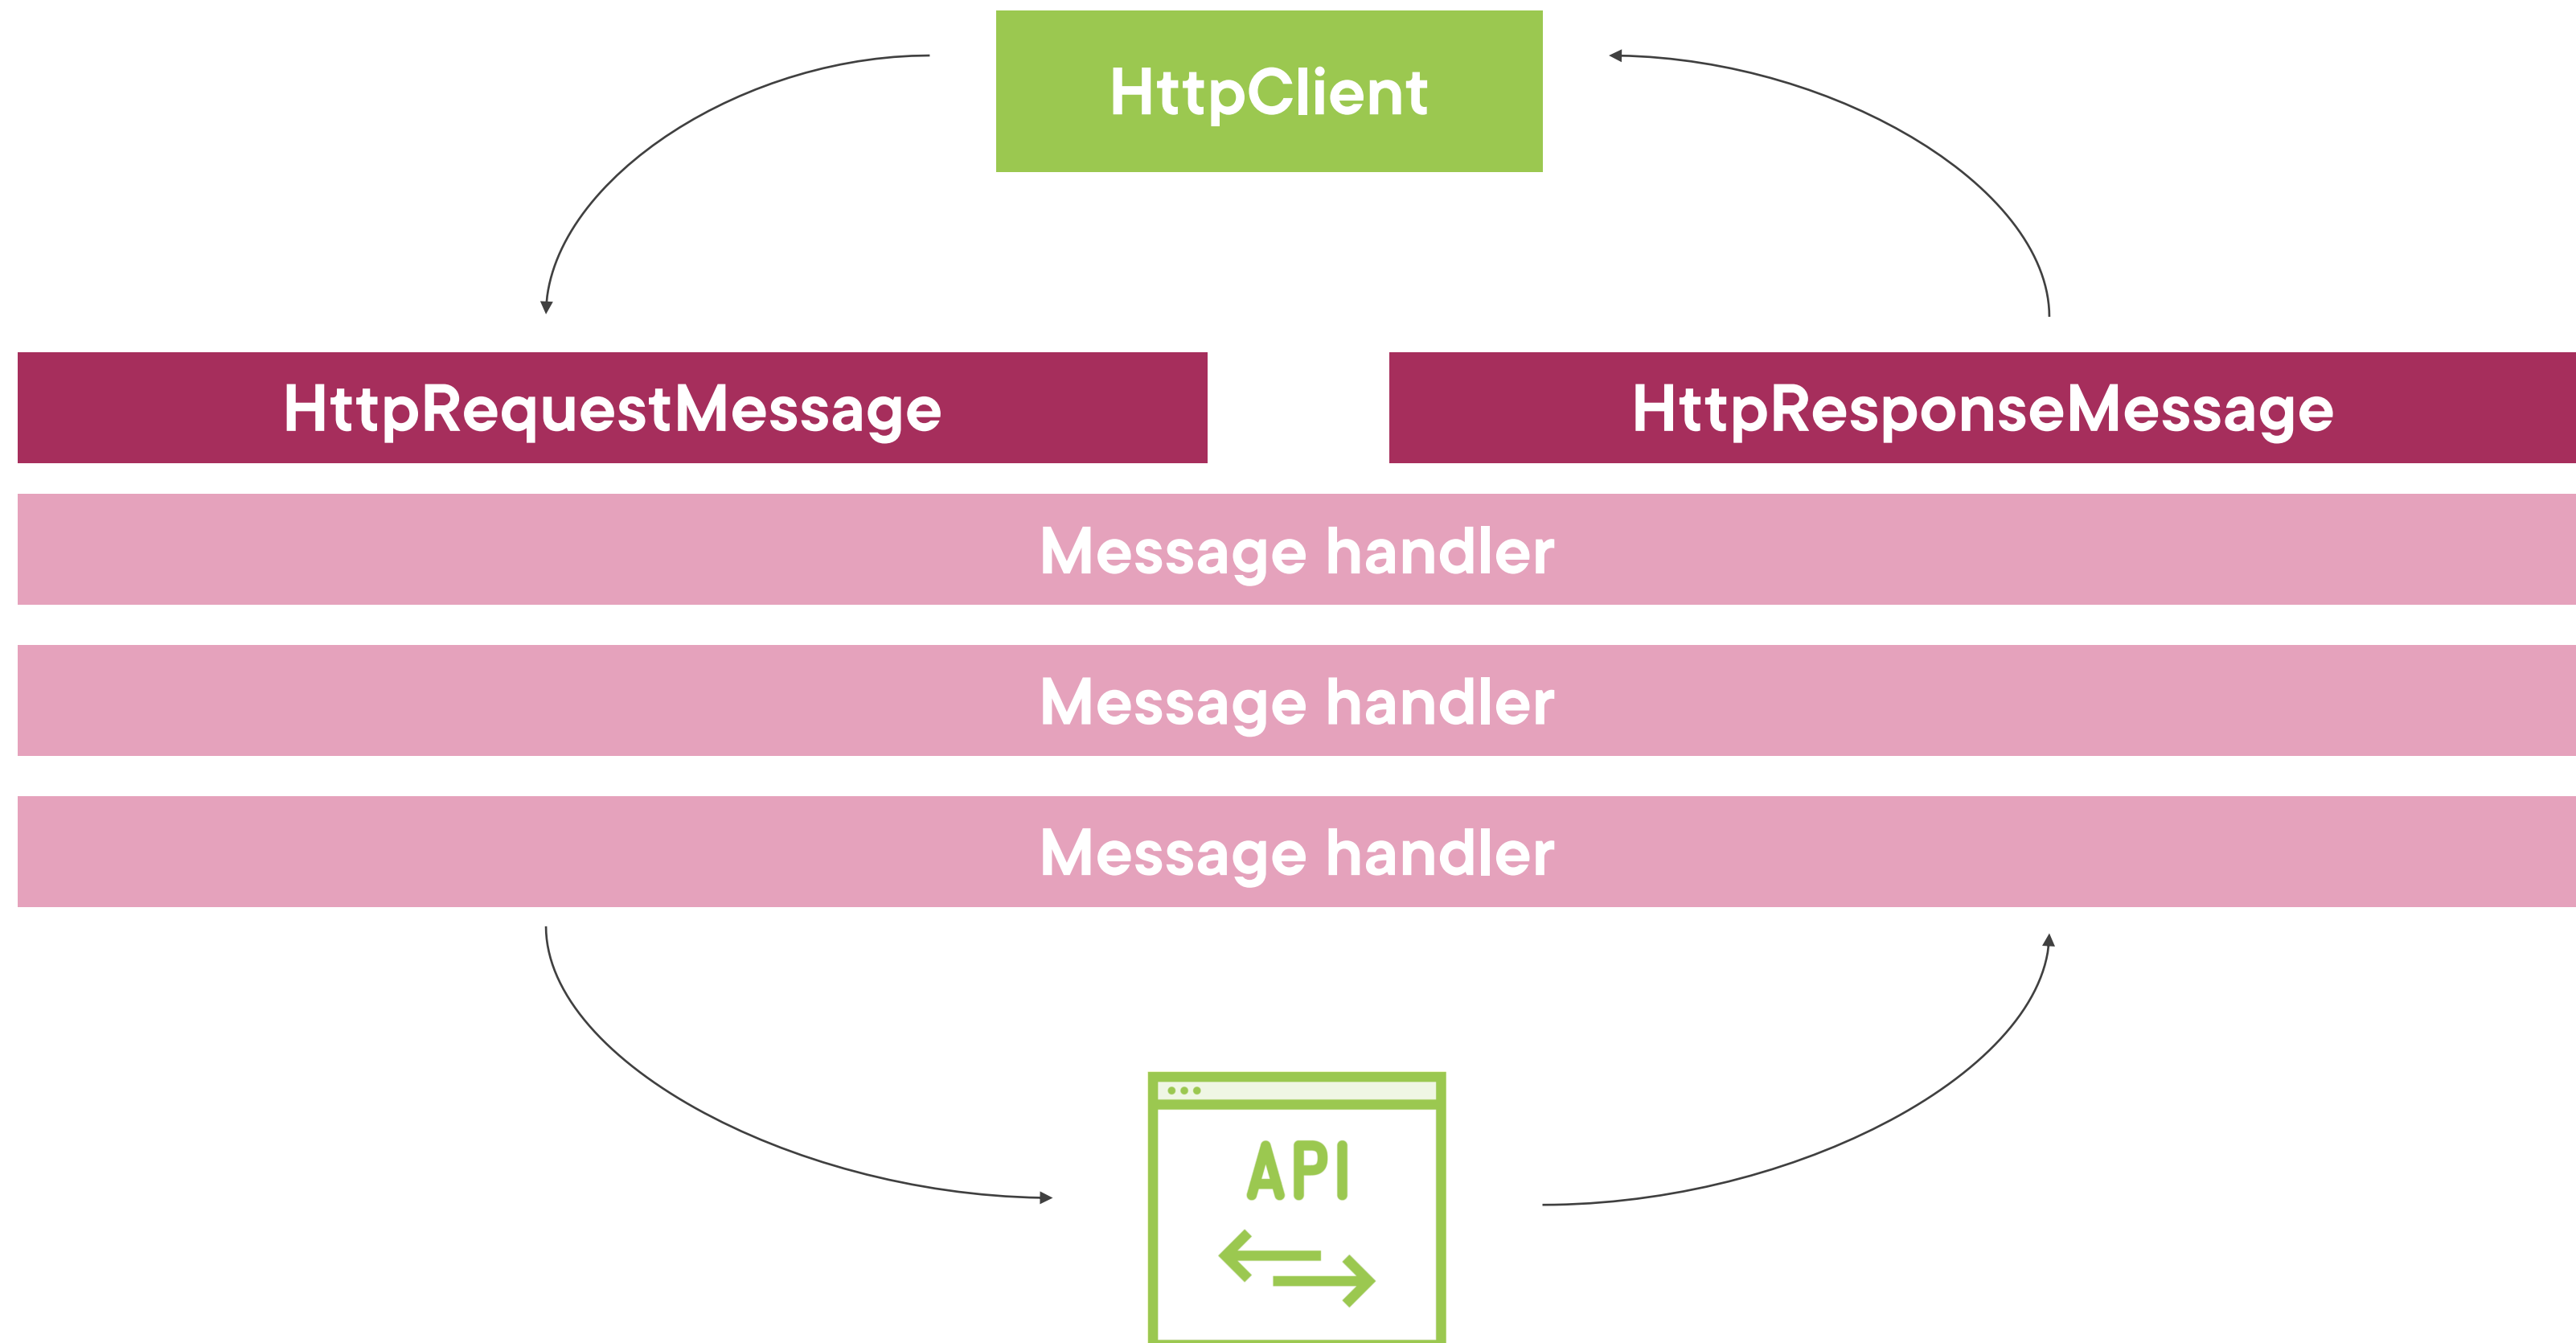 HttpClient
HttpRequestMessage
HttpResponseMessage
Message handler
Message handler
Message handler
API